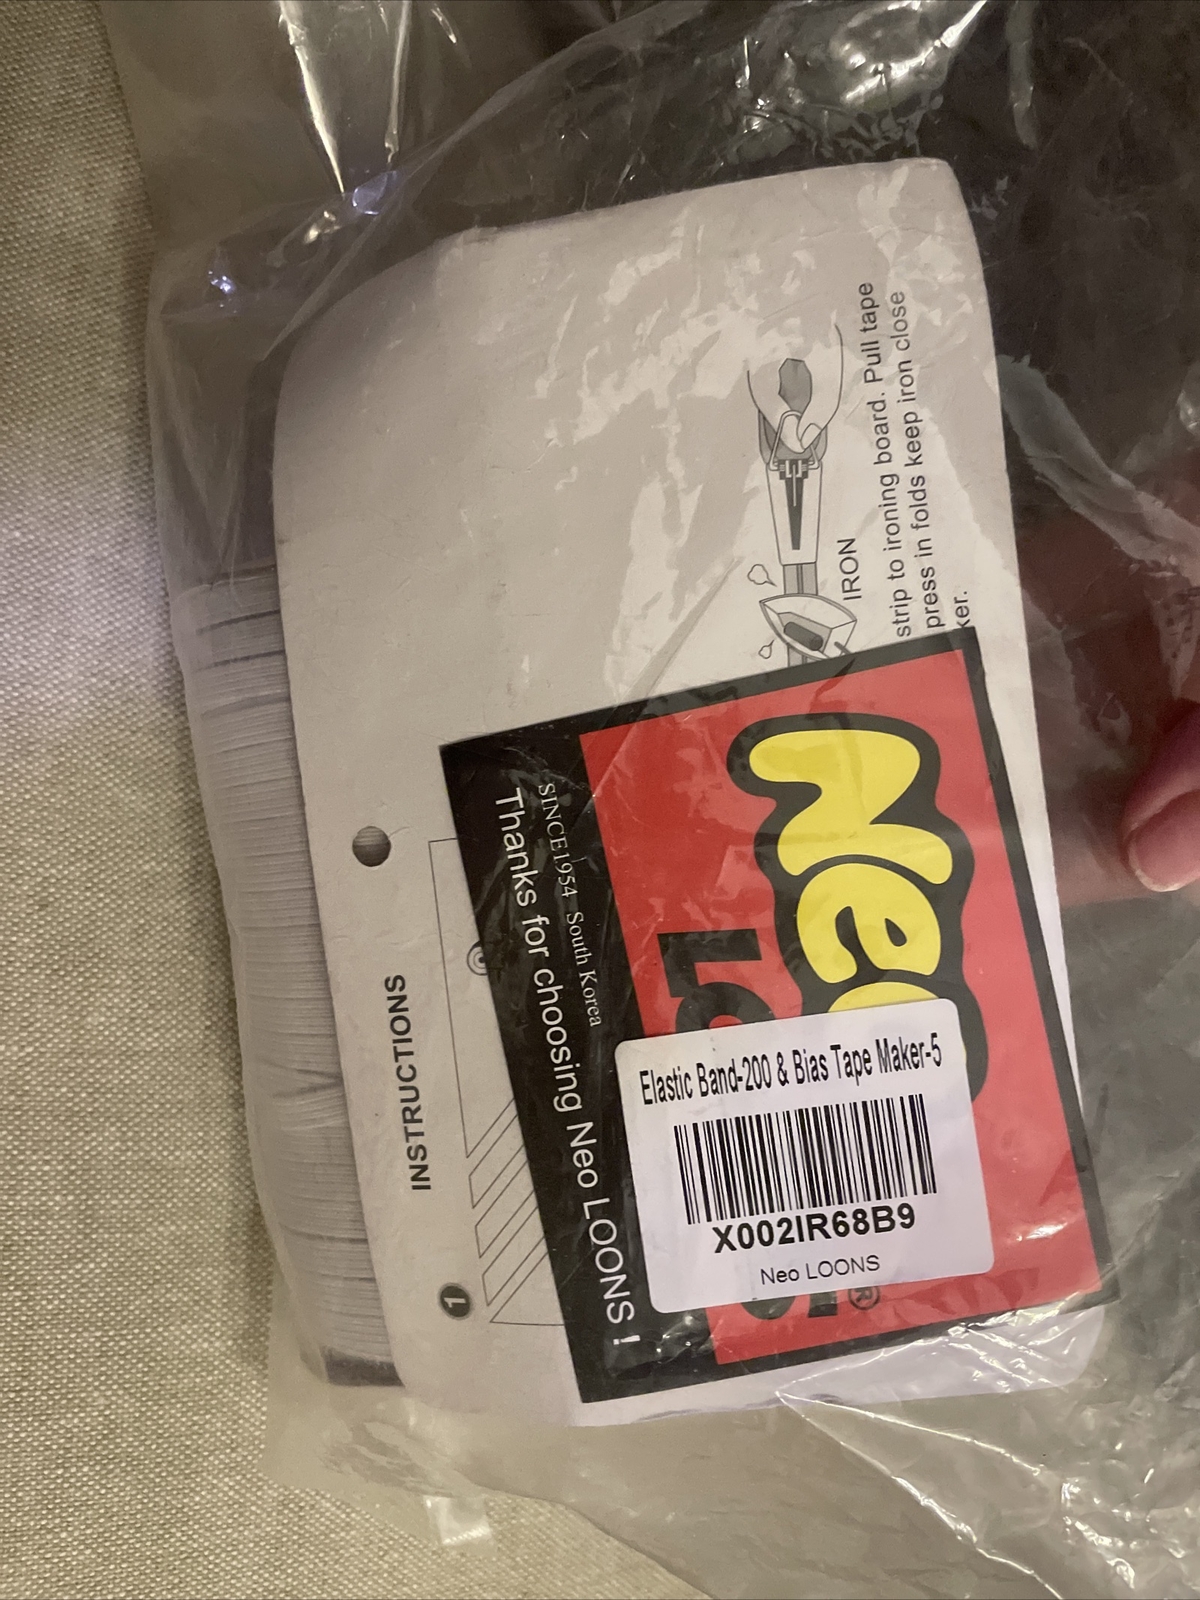 strip to ironing board. Pull tape
press in folds keep iron close
IRON
INSTRUCTIONS
1
Neo
SINCE1954 South Korea
Thanks for choosing Neo LOONS !
Elastic Band-200 & Bias Tape Maker-5
X002IR68B9
Neo LOONS
®